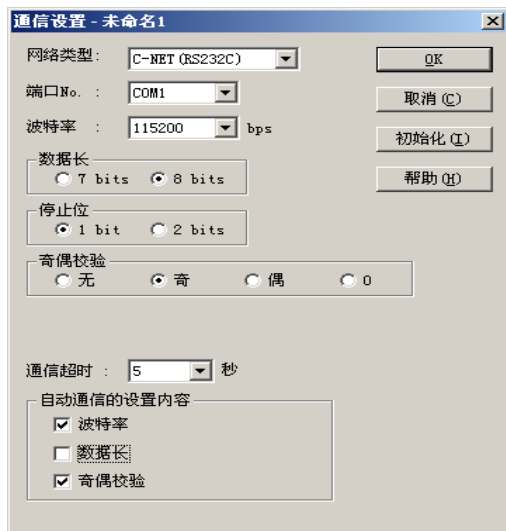 通信设置 - 未命名1
网络类型: C-NET(RS232C) OK
端口No. : COM1 取消(C)
波特率 : 115200 bps 初始化(I)
数据长 帮助(H)
7 bits 8 bits
停止位
1 bit 2 bits
奇偶校验
无 奇 偶 0
通信超时 : 5 秒
自动通信的设置内容
波特率
数据长
奇偶校验